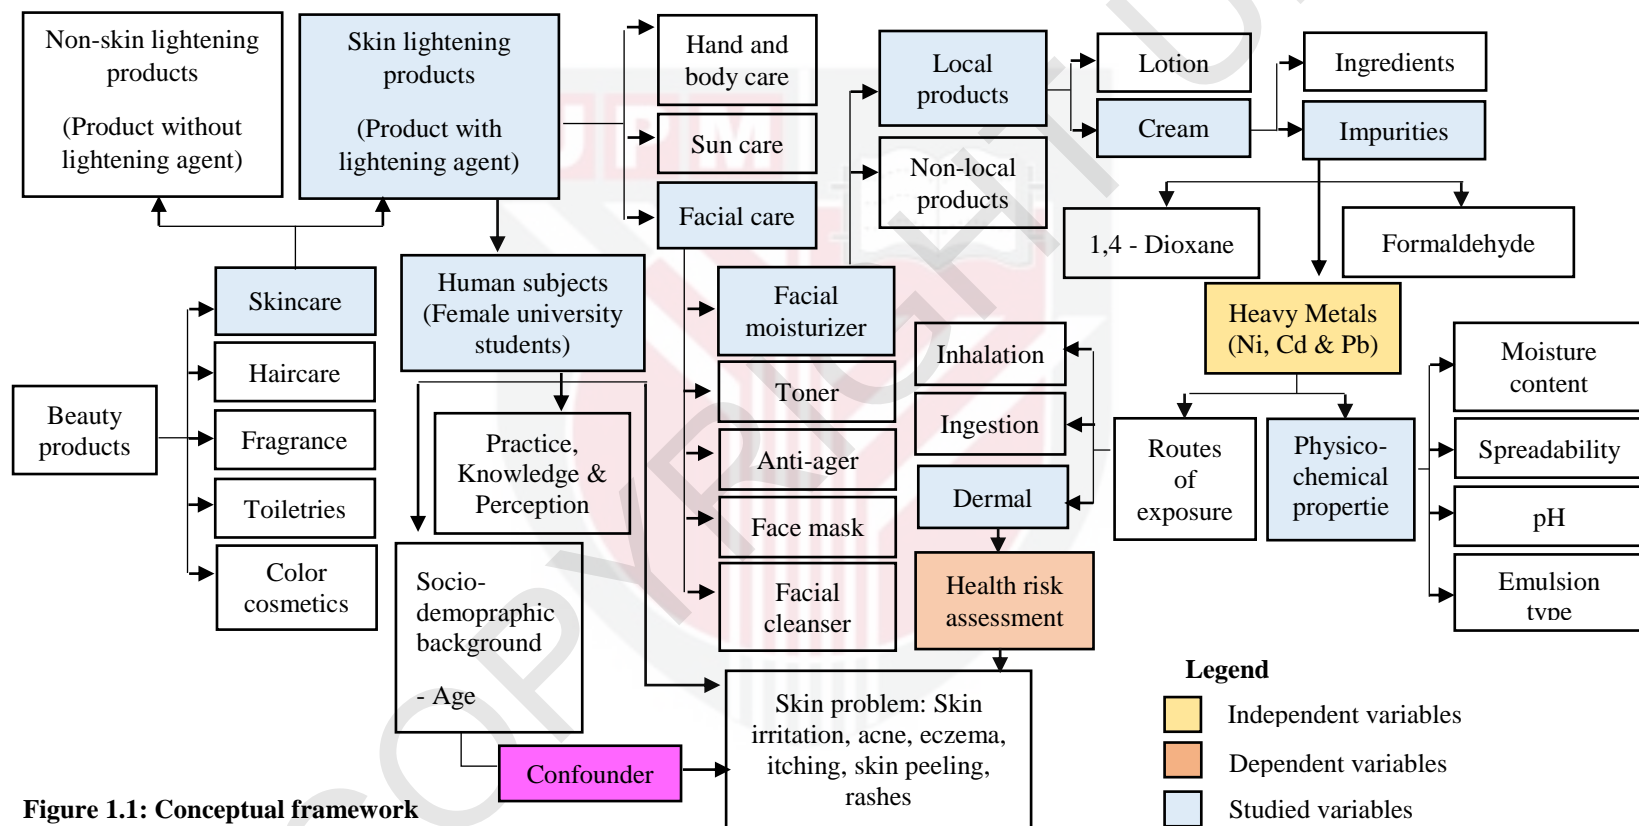 Non-skin lightening
products
(Product without
lightening agent)
Skin lightening
products
(Product with
lightening agent)
Hand and
body care
Sun care
Facial care
Local
products
Non-local
products
Lotion
Cream
Ingredients
Impurities
1,4 - Dioxane
Formaldehyde
Heavy Metals
(Ni, Cd & Pb)
Beauty
products
Skincare
Haircare
Fragrance
Toiletries
Color
cosmetics
Human subjects
(Female university
students)
Practice,
Knowledge &
Perception
Socio-
demopraphic
background
- Age
Facial
moisturizer
Toner
Anti-ager
Face mask
Facial
cleanser
Inhalation
Ingestion
Dermal
Routes
of
exposure
Physico-
chemical
propertie
Moisture
content
Spreadability
pH
Emulsion
type
Health risk
assessment
Confounder
Skin problem: Skin
irritation, acne, eczema,
itching, skin peeling,
rashes
Legend
Independent variables
Dependent variables
Studied variables
Figure 1.1: Conceptual framework
UPM
COPYRIGHT U